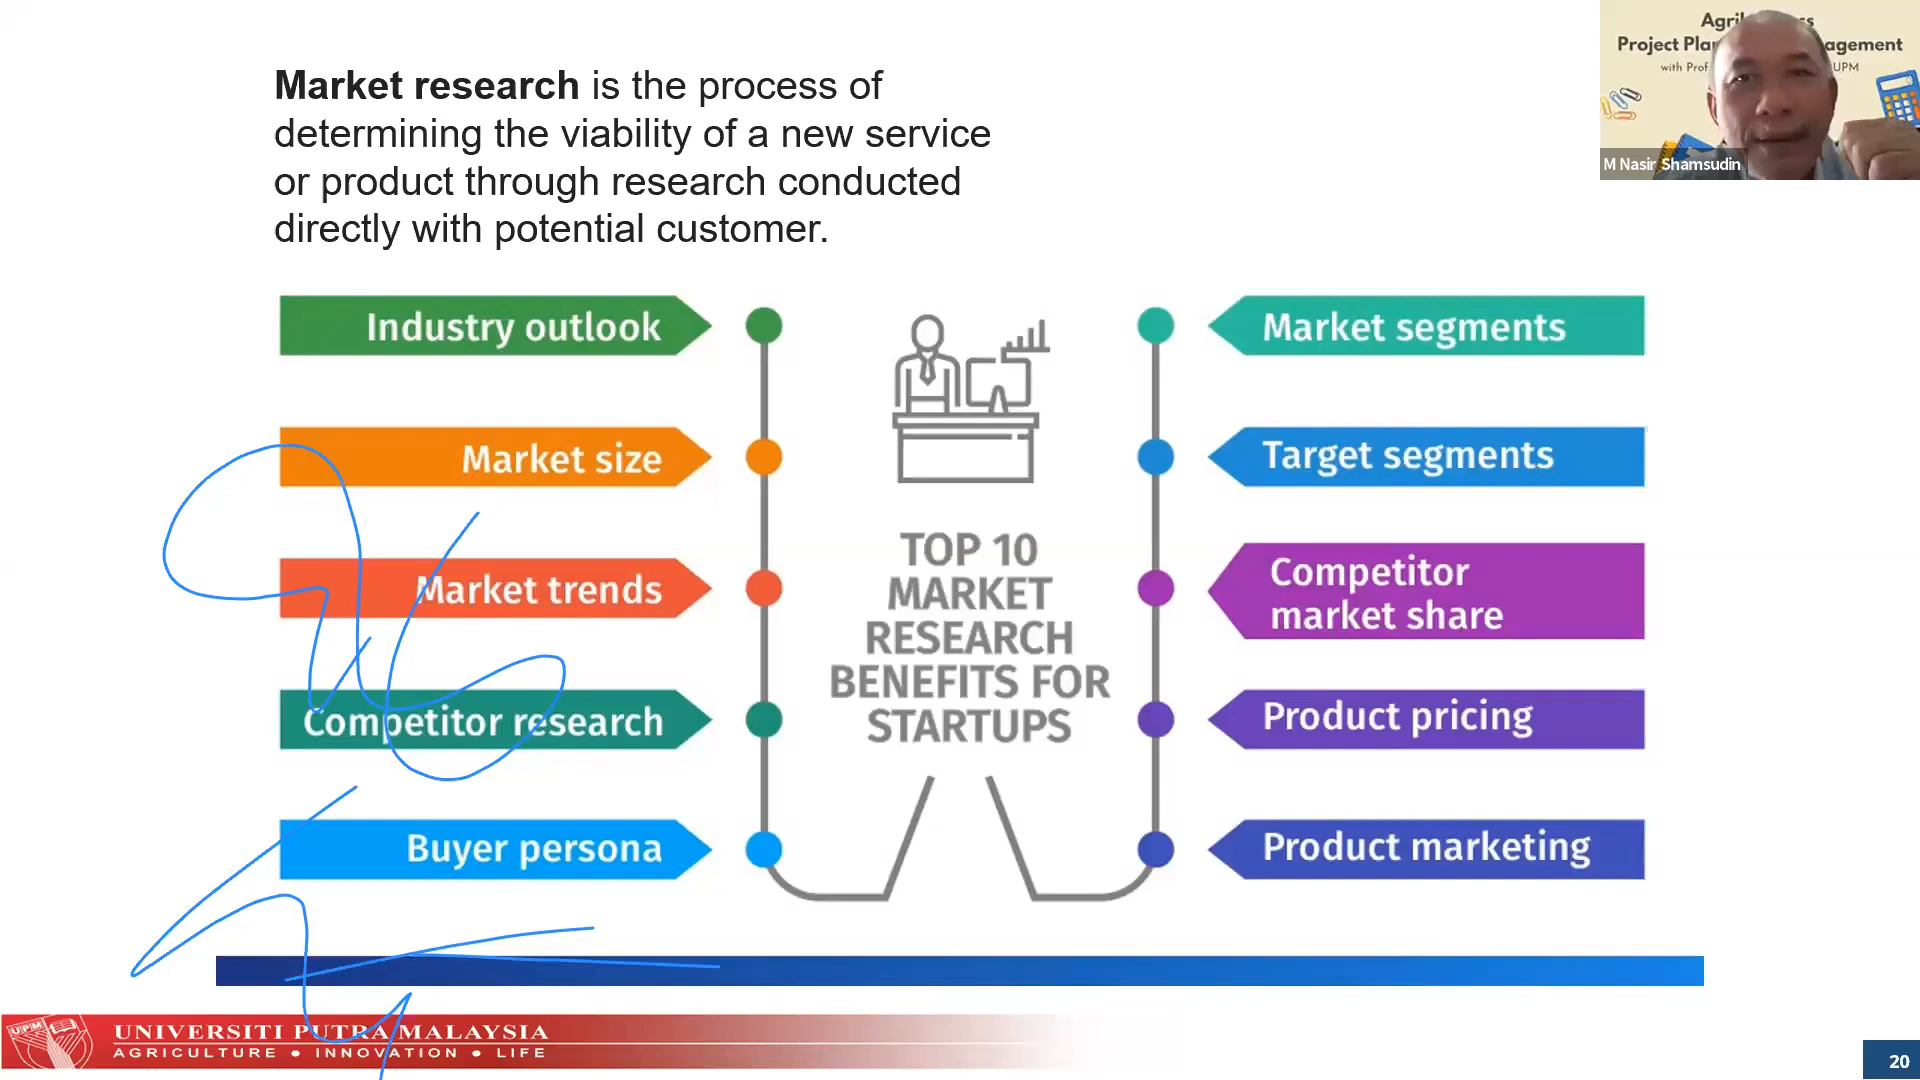 Market research is the process of
determining the viability of a new service
or product through research conducted
directly with potential customer.
Industry outlook
Market size
Market trends
Competitor research
Buyer persona
TOP 10
MARKET
RESEARCH
BENEFITS FOR
STARTUPS
Market segments
Target segments
Competitor
market share
Product pricing
Product marketing
UPM
UNIVERSITI PUTRA MALAYSIA
AGRICULTURE • INNOVATION • LIFE
20
Project
agement
with Prof
UPM
M Nasir Shamsudin